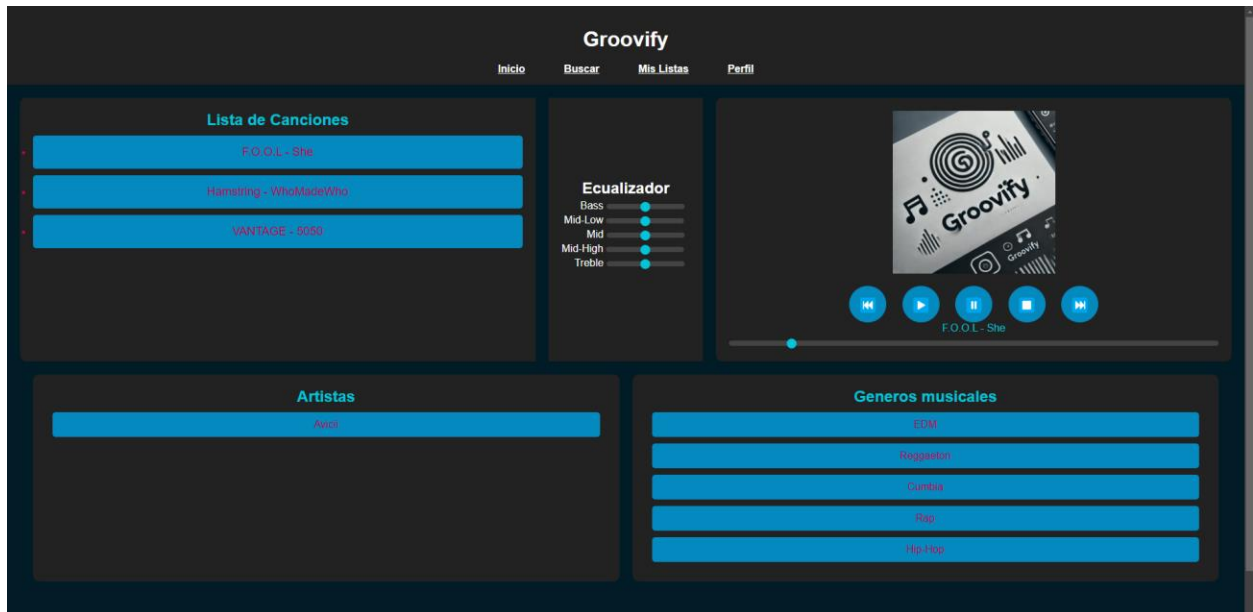 Groovify
Inicio Buscar Mis Listas Perfil
Lista de Canciones
F.O.O.L - She
Hamstring - WhoMadeWho
VANTAGE - 5050
Ecualizador
Bass
Mid-Low
Mid
Mid-High
Treble
Groovify
Groovify
F.O.O.L - She
Artistas
Avicii
Generos musicales
EDM
Reggaeton
Cumbia
Rap
Hip-Hop